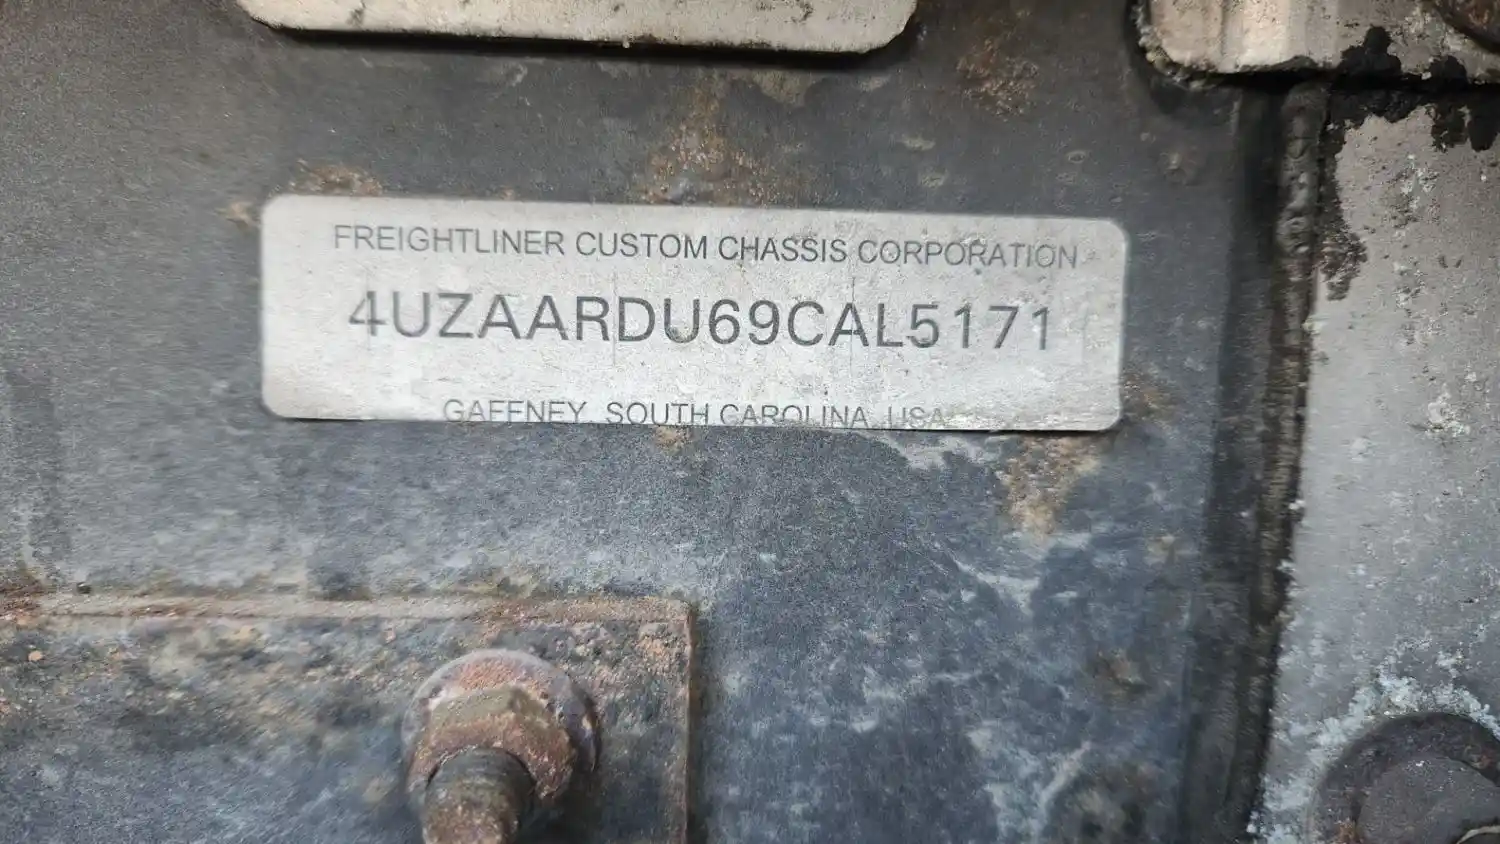 FREIGHTLINER CUSTOM CHASSIS CORPORATION
4UZAARDU69CAL5171
GAFFNEY, SOUTH CAROLINA, USA